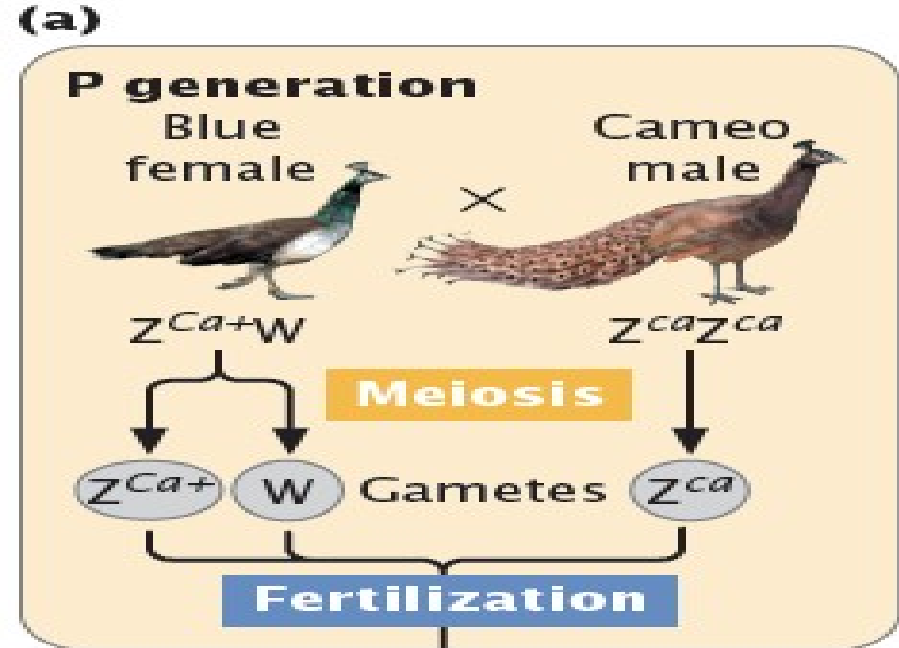 (a)
P generation
Blue female
Cameo male
×
Z^Ca+W
Z^caZ^ca
Meiosis
Z^Ca+
W
Gametes
Z^ca
Fertilization